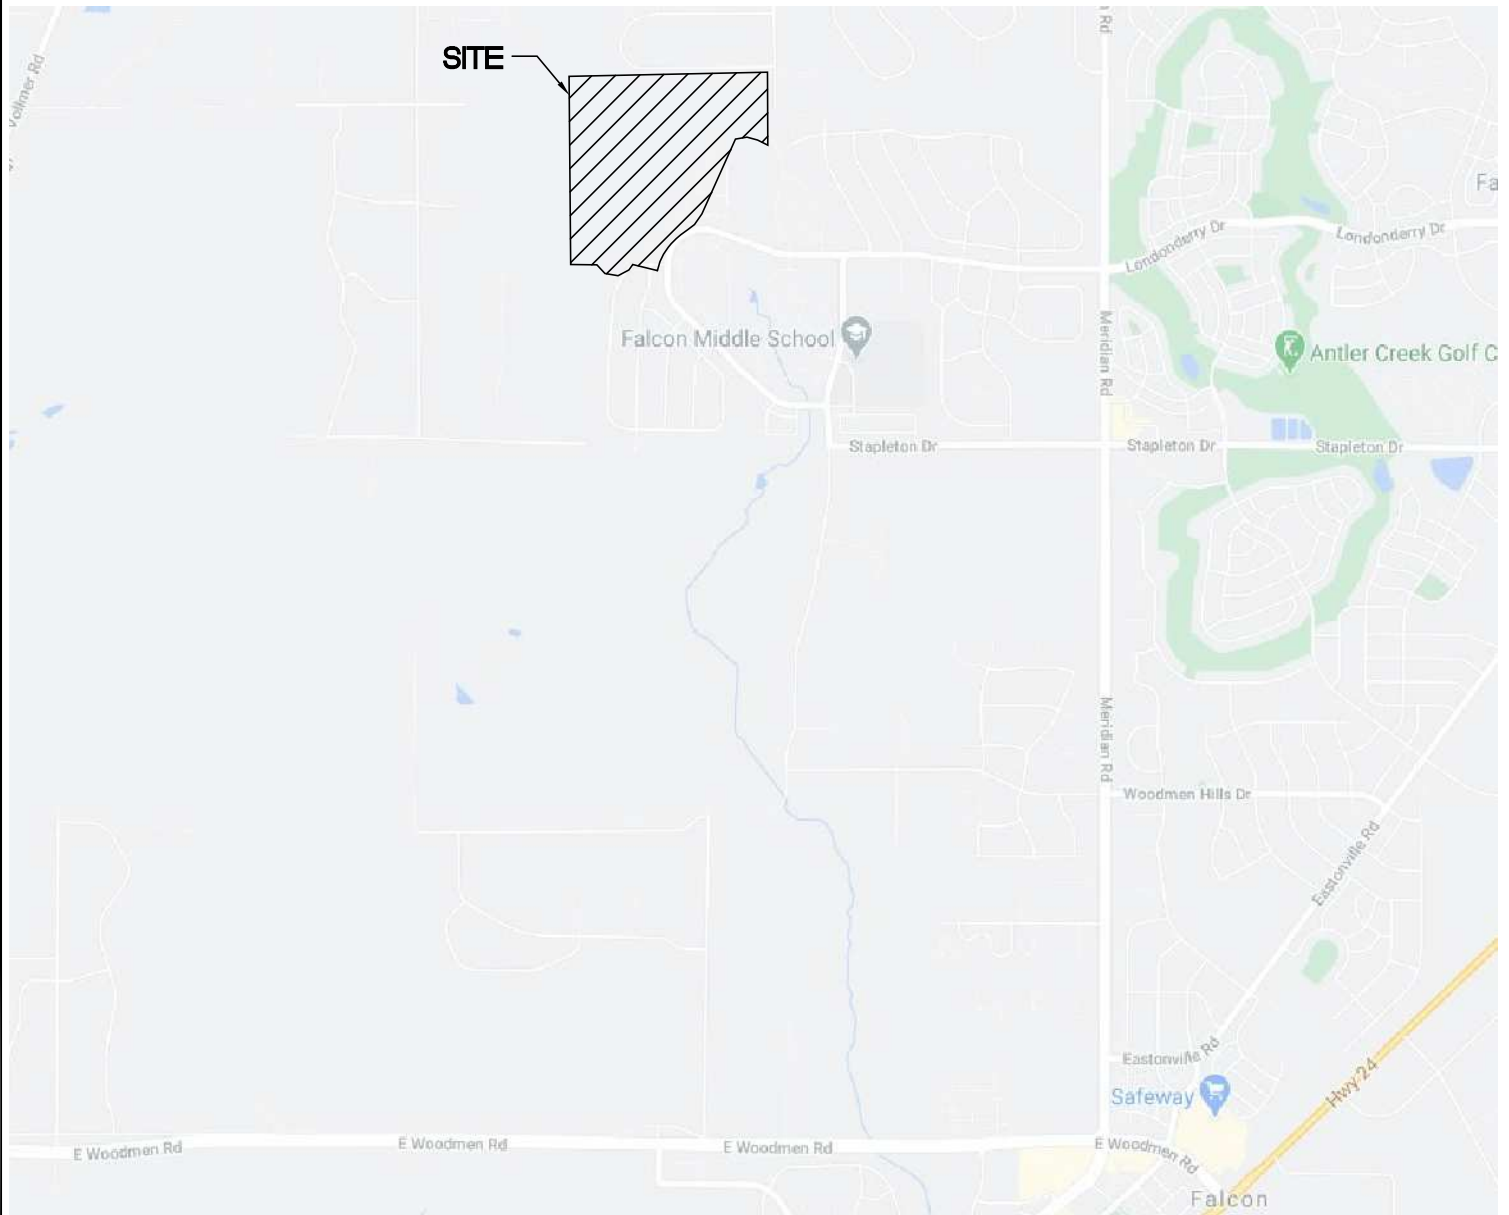 n Rd
SITE
Vollmer Rd
Fa
Londonderry Dr
Londonderry Dr
Meridian Rd
Falcon Middle School
Antler Creek Golf C
Stapleton Dr
Stapleton Dr
Stapleton Dr
Meridian Rd
Woodmen Hills Dr
Eastonville Rd
Eastonville Rd
Hwy 24
Safeway
E Woodmen Rd
E Woodmen Rd
E Woodmen Rd
E Woodmen Rd
Falcon